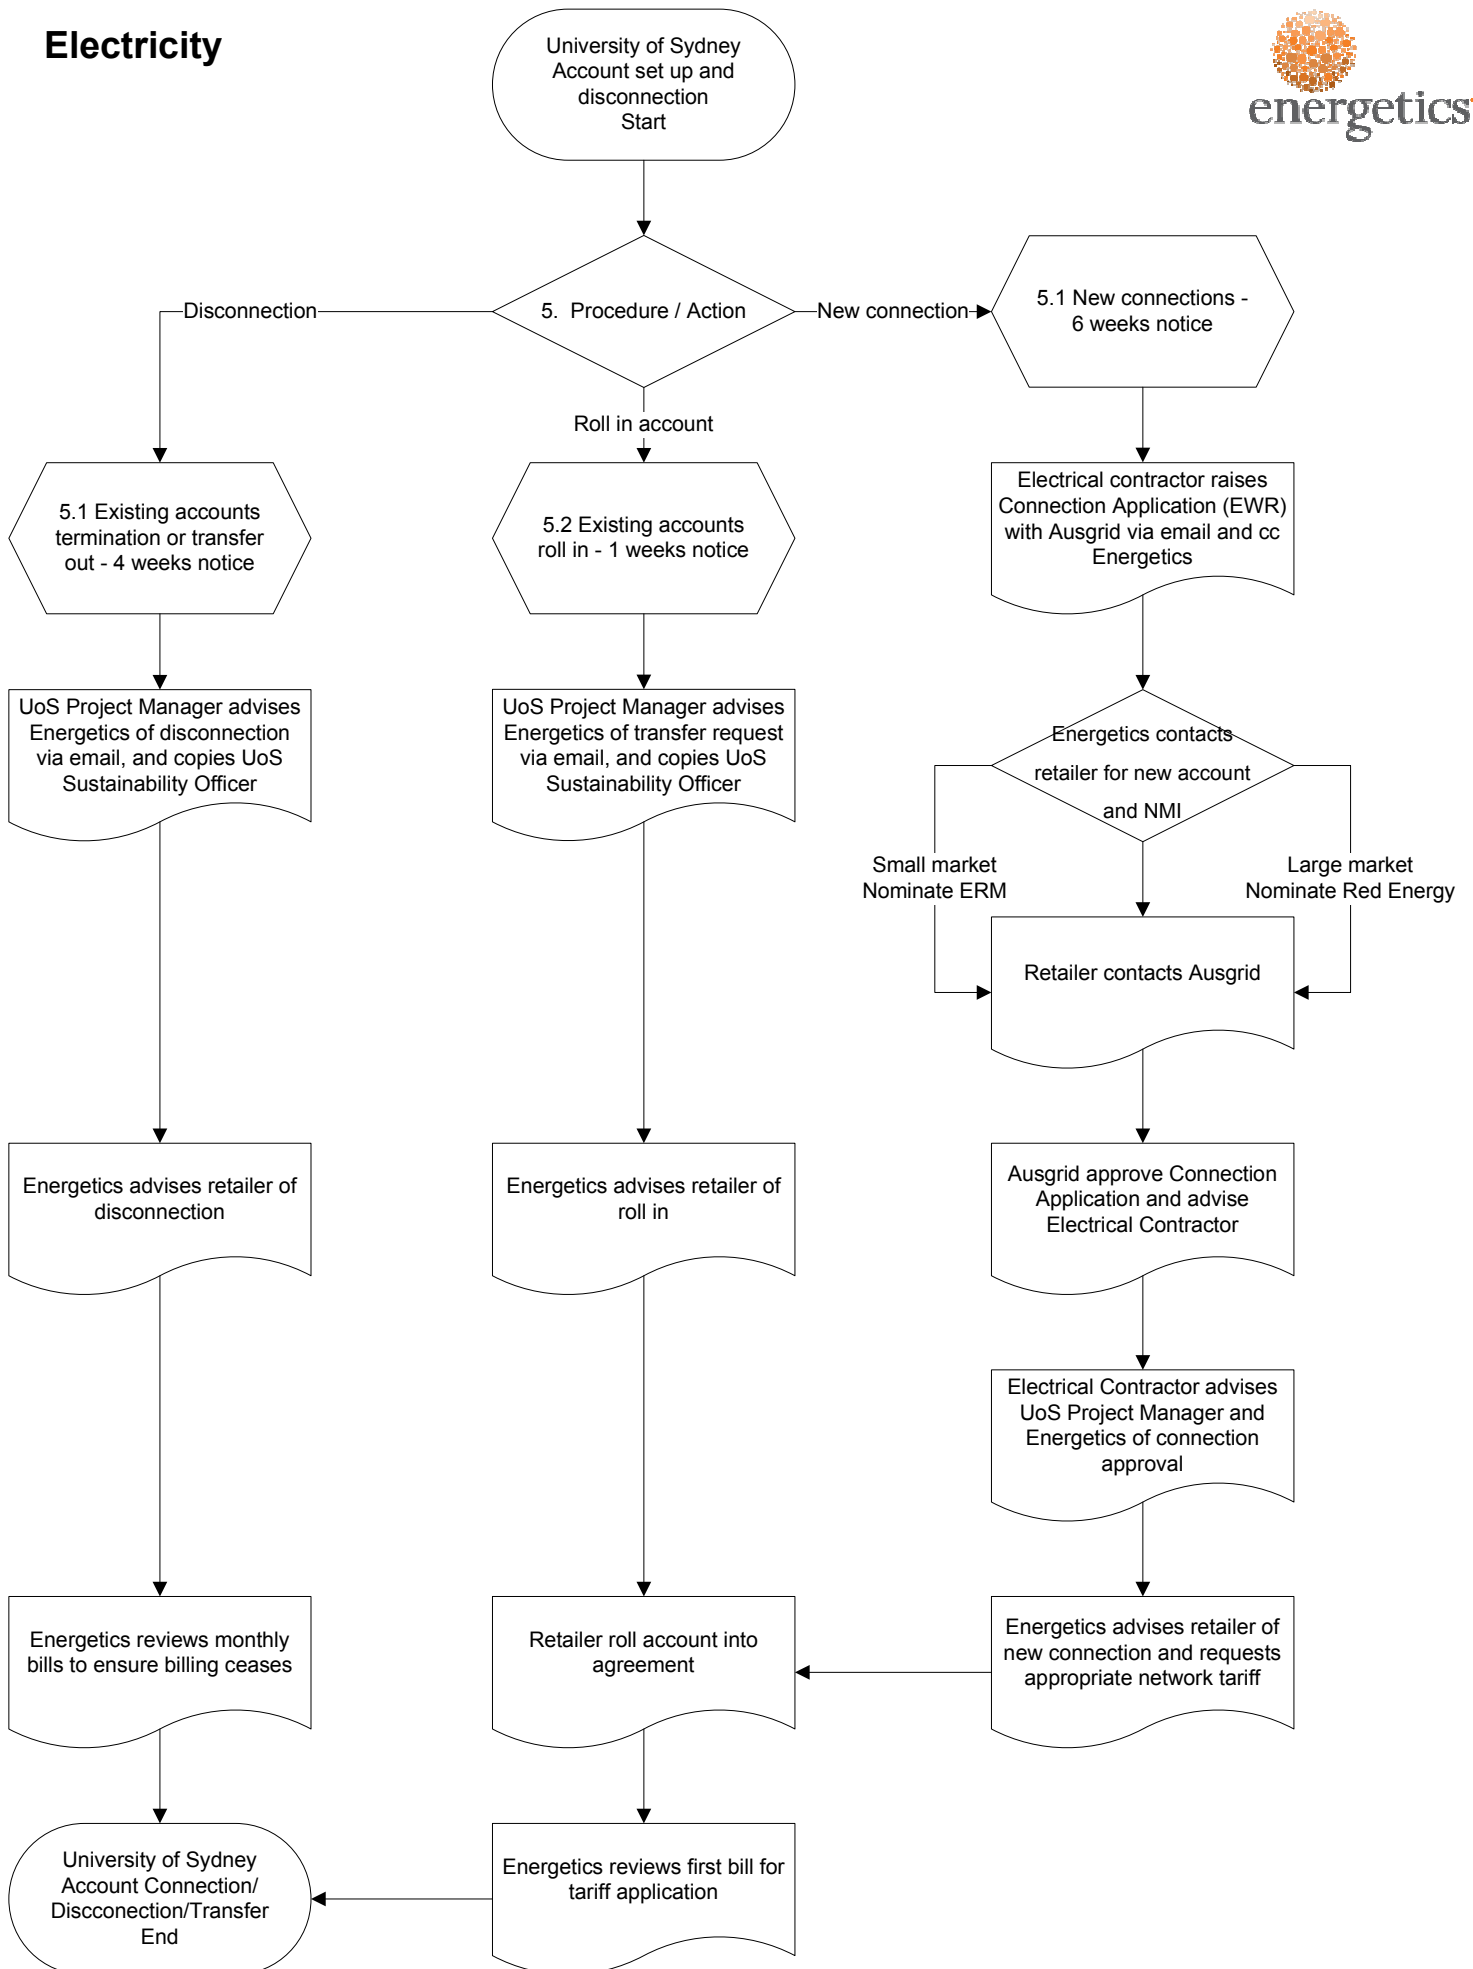 Electricity
University of Sydney
Account set up and
disconnection
Start
energetics
Disconnection
5.  Procedure / Action
New connection
5.1 New connections -
6 weeks notice
Roll in account
5.1 Existing accounts
termination or transfer
out - 4 weeks notice
5.2 Existing accounts
roll in - 1 weeks notice
Electrical contractor raises
Connection Application (EWR)
with Ausgrid via email and cc
Energetics
UoS Project Manager advises
Energetics of disconnection
via email, and copies UoS
Sustainability Officer
UoS Project Manager advises
Energetics of transfer request
via email, and copies UoS
Sustainability Officer
Energetics contacts
retailer for new account
and NMI
Small market
Nominate ERM
Large market
Nominate Red Energy
Retailer contacts Ausgrid
Energetics advises retailer of
disconnection
Energetics advises retailer of
roll in
Ausgrid approve Connection
Application and advise
Electrical Contractor
Electrical Contractor advises
UoS Project Manager and
Energetics of connection
approval
Energetics reviews monthly
bills to ensure billing ceases
Retailer roll account into
agreement
Energetics advises retailer of
new connection and requests
appropriate network tariff
University of Sydney
Account Connection/
Discconection/Transfer
End
Energetics reviews first bill for
tariff application